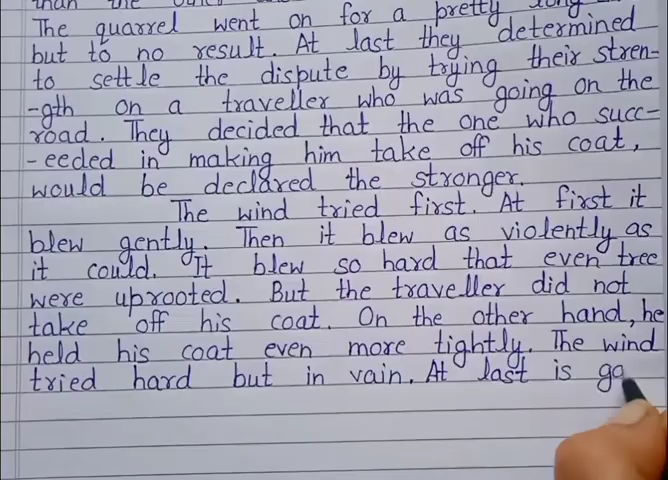 than the
The quarrel went on for a pretty long
but to no result. At last they determined
to settle the dispute by trying their stren-
-gth on a traveller who was going on the
road. They decided that the one who succ-
-eeded in making him take off his coat,
would be declared the stronger.
The wind tried first. At first it
blew gently. Then it blew as violently as
it could. It blew so hard that even tree
were uprooted. But the traveller did not
take off his coat. On the other hand, he
held his coat even more tightly. The wind
tried hard but in vain. At last is ga